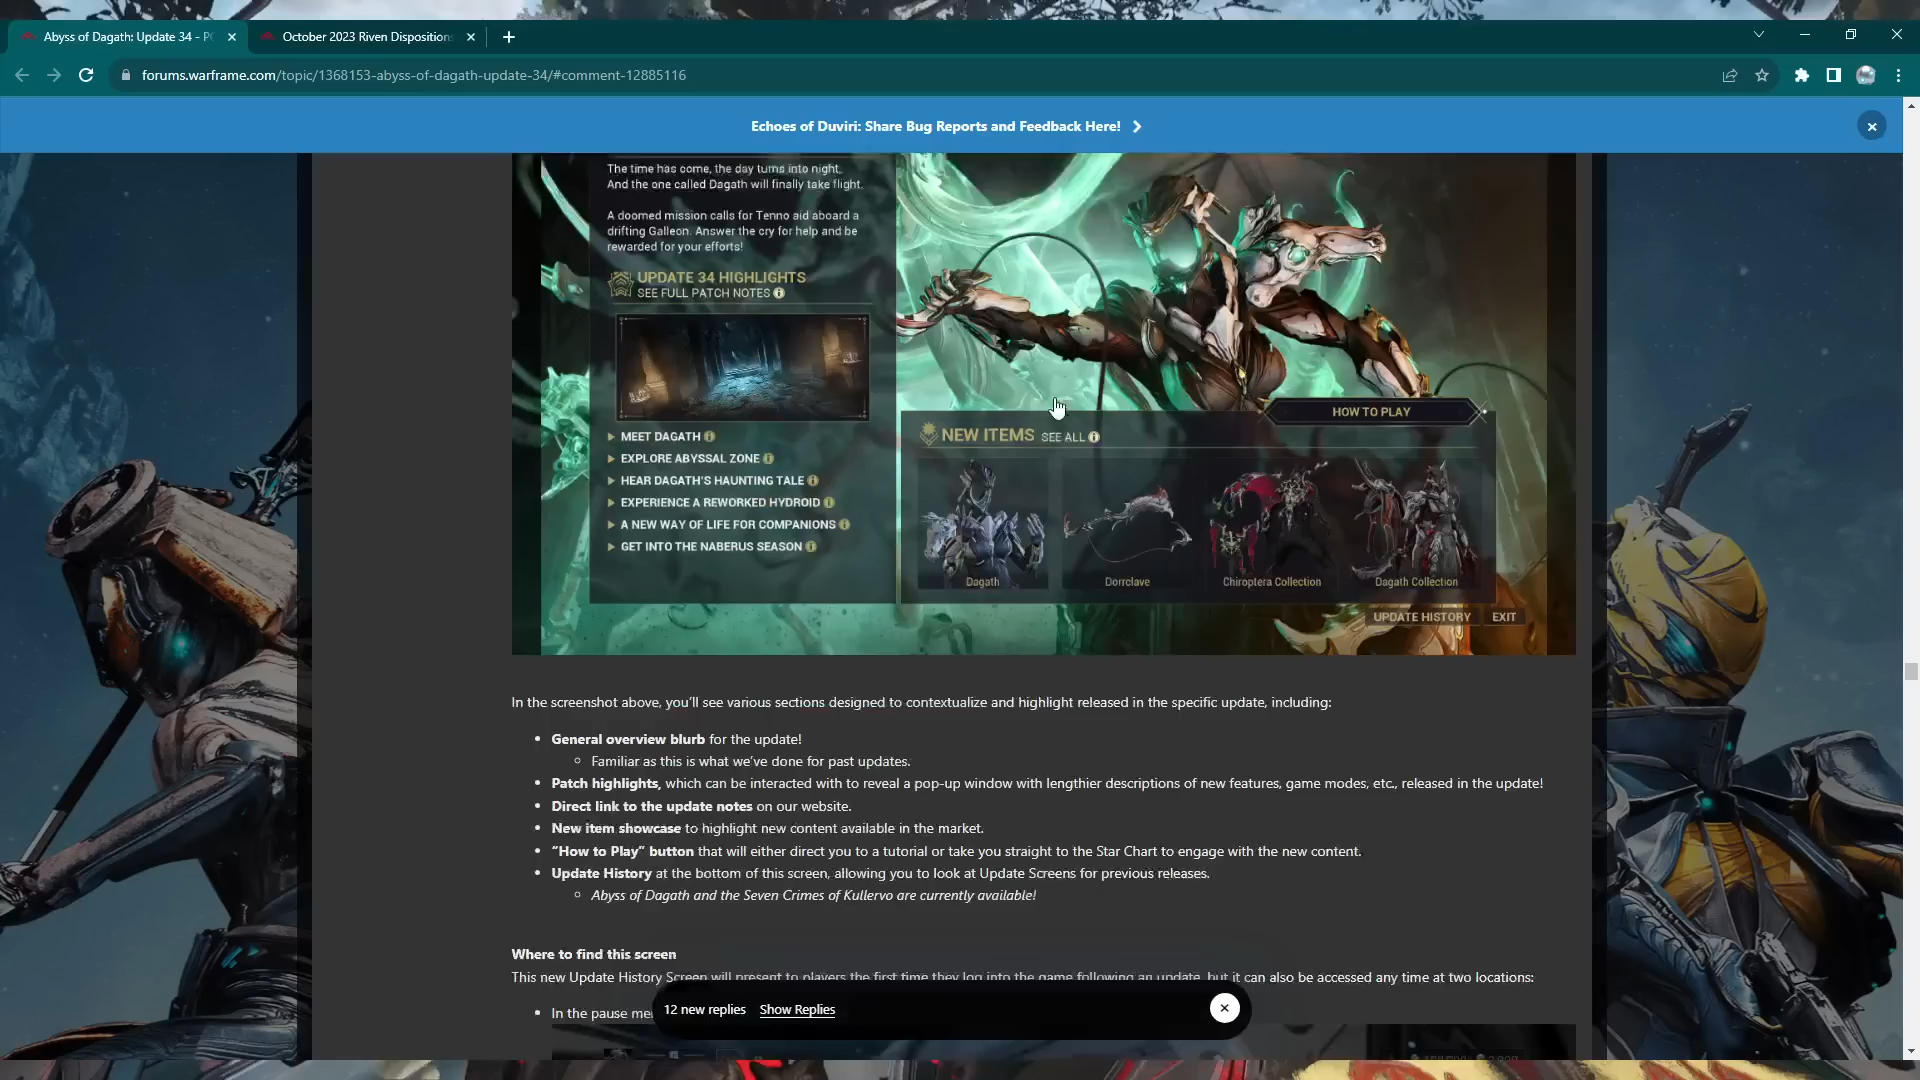 Abyss of Dagath: Update 34 - PC
October 2023 Riven Dispositions
forums.warframe.com/topic/1368153-abyss-of-dagath-update-34/#comment-12885116
Echoes of Duviri: Share Bug Reports and Feedback Here!
The time has come, the day turns into night.
And the one called Dagath will finally take flight.
A doomed mission calls for Tenno aid aboard a
drifting Galleon. Answer the cry for help and be
rewarded for your efforts!
UPDATE 34 HIGHLIGHTS
SEE FULL PATCH NOTES
MEET DAGATH
EXPLORE ABYSSAL ZONE
HEAR DAGATH'S HAUNTING TALE
EXPERIENCE A REWORKED HYDROID
A NEW WAY OF LIFE FOR COMPANIONS
GET INTO THE NABERUS SEASON
HOW TO PLAY
NEW ITEMS SEE ALL
Dagath
Dorrclave
Chiroptera Collection
Dagath Collection
UPDATE HISTORY
EXIT
In the screenshot above, you'll see various sections designed to contextualize and highlight released in the specific update, including:
• General overview blurb for the update!
Familiar as this is what we've done for past updates.
• Patch highlights, which can be interacted with to reveal a pop-up window with lengthier descriptions of new features, game modes, etc., released in the update!
• Direct link to the update notes on our website.
• New item showcase to highlight new content available in the market.
• “How to Play” button that will either direct you to a tutorial or take you straight to the Star Chart to engage with the new content.
• Update History at the bottom of this screen, allowing you to look at Update Screens for previous releases.
Abyss of Dagath and the Seven Crimes of Kullervo are currently available!
Where to find this screen
This new Update History Screen will present to players the first time they log into the game following an update, but it can also be accessed any time at two locations:
• In the pause
12 new replies
Show Replies